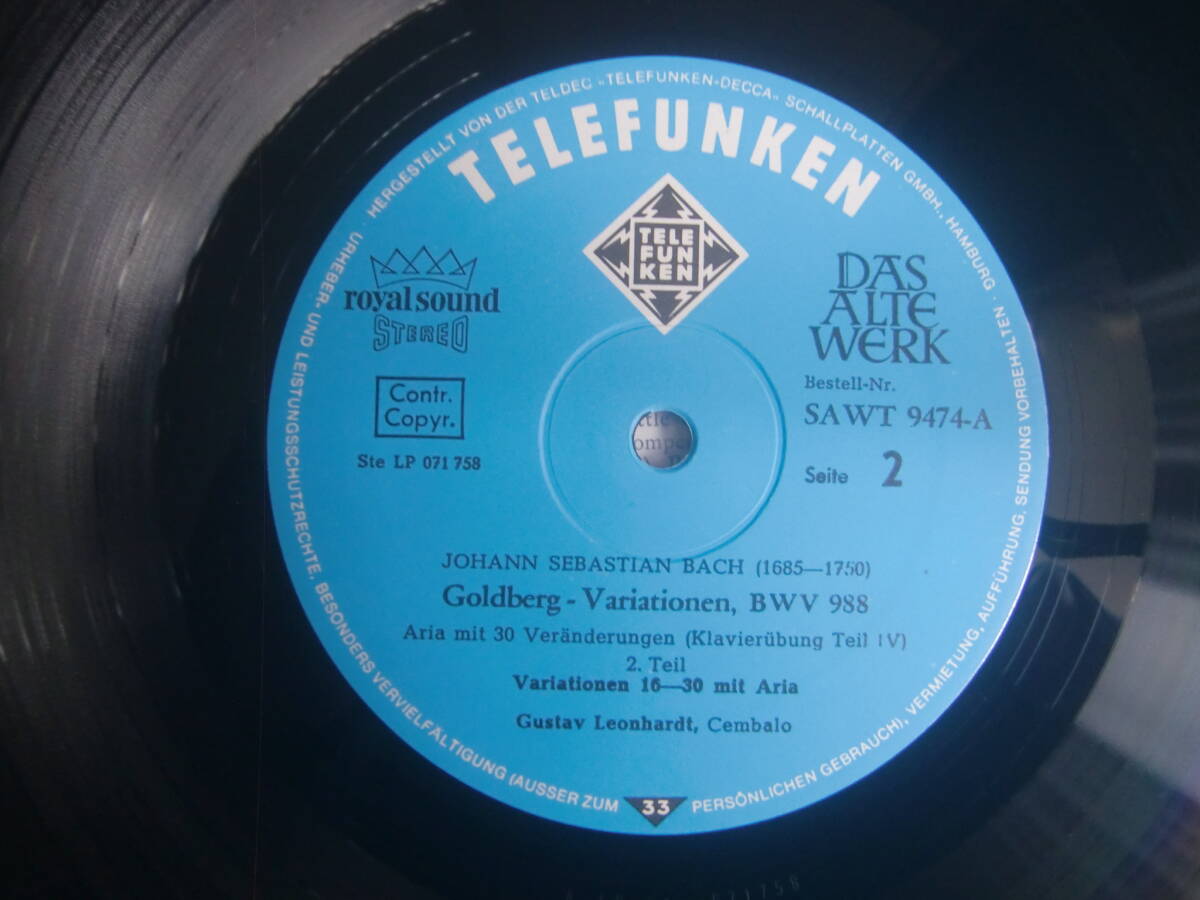 URHEBER- UND LEISTUNGSSCHUTZRECHTE, BESONDERS VERVIELFÄLTIGUNG (AUSSER ZUM PERSÖNLICHEN GEBRAUCH), VERMIETUNG, AUFFÜHRUNG, SENDUNG VORBEHALTEN · HERGESTELLT VON DER TELDEC »TELEFUNKEN-DECCA« SCHALLPLATTEN GMBH., HAMBURG ·
TELEFUNKEN
TELE
FUN
KEN
royal sound
STEREO
DAS
ALTE
WERK
Contr.
Copyr.
Bestell-Nr.
SAWT 9474-A
Ste LP 071 758
Seite 2
JOHANN SEBASTIAN BACH (1685—1750)
Goldberg - Variationen, BWV 988
Aria mit 30 Veränderungen (Klavierübung Teil IV)
2. Teil
Variationen 16—30 mit Aria
Gustav Leonhardt, Cembalo
33
071758